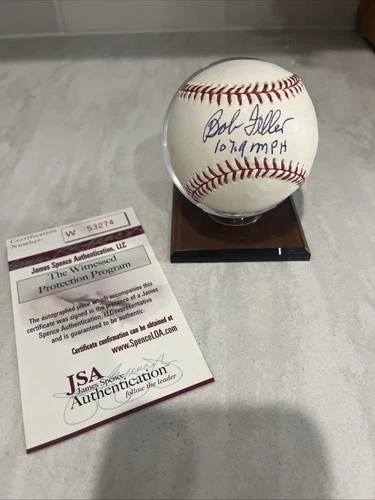 Bob Feller
107.9 MPH
Certification
Number: W 53274
James Spence Authentication, LLC
The Witnessed
Protection Program
The autographed piece which accompanies this
certificate was signed in the presence of a James
Spence Authentication, LLC representative
and is guaranteed to be authentic.
Certificate confirmation can be obtained at
www.SpenceLOA.com
JSA
James Spence
Authentication
follow the leader